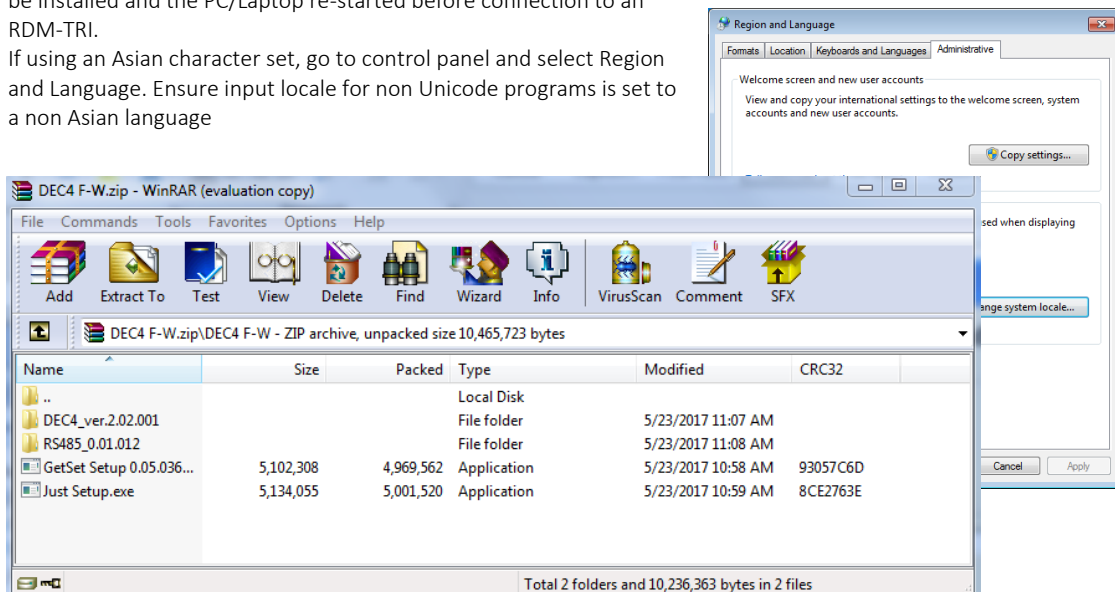 be installed and the PC/Laptop re-started before connection to an
RDM-TRI.
If using an Asian character set, go to control panel and select Region
and Language. Ensure input locale for non Unicode programs is set to
a non Asian language
Region and Language
Formats Location Keyboards and Languages Administrative
Welcome screen and new user accounts
View and copy your international settings to the welcome screen, system
accounts and new user accounts.
Copy settings...
sed when displaying
ange system locale...
Cancel Apply
DEC4 F-W.zip - WinRAR (evaluation copy)
File Commands Tools Favorites Options Help
Add Extract To Test View Delete Find Wizard Info VirusScan Comment SFX
DEC4 F-W.zip\DEC4 F-W - ZIP archive, unpacked size 10,465,723 bytes
Name Size Packed Type Modified CRC32
.. Local Disk
DEC4_ver.2.02.001 File folder 5/23/2017 11:07 AM
RS485_0.01.012 File folder 5/23/2017 11:08 AM
GetSet Setup 0.05.036... 5,102,308 4,969,562 Application 5/23/2017 10:58 AM 93057C6D
Just Setup.exe 5,134,055 5,001,520 Application 5/23/2017 10:59 AM 8CE2763E
Total 2 folders and 10,236,363 bytes in 2 files